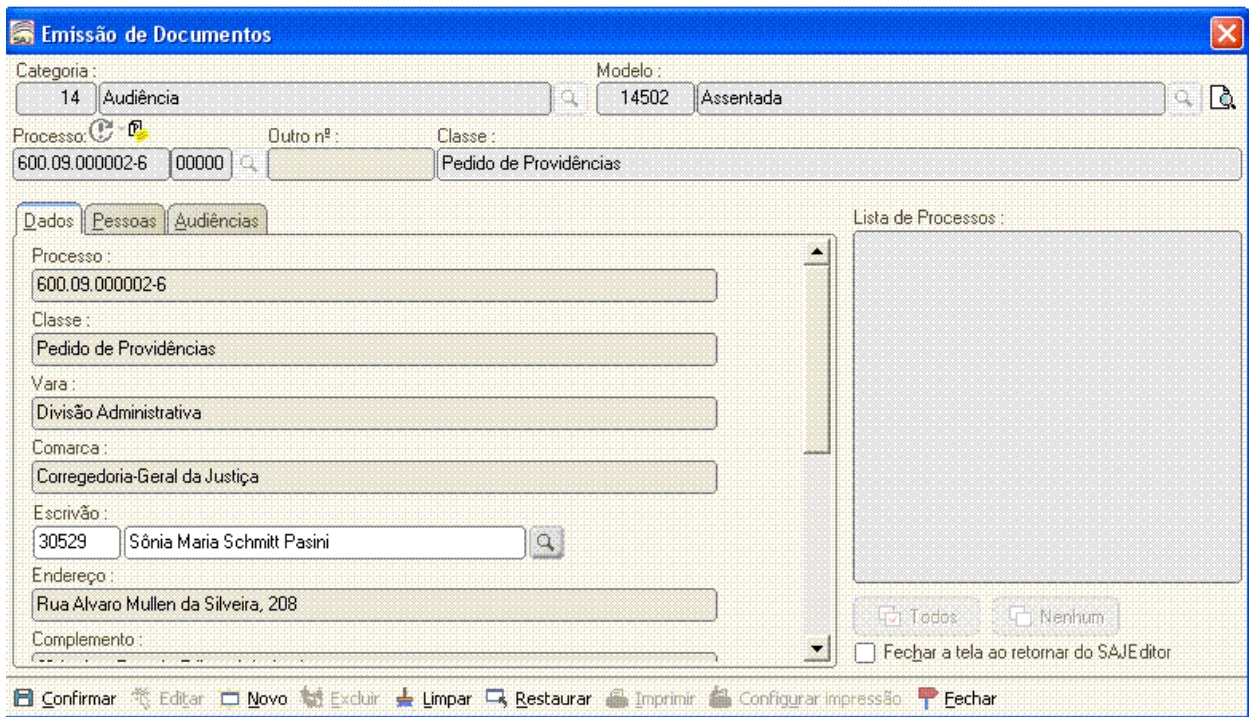 SAJ Emissão de Documentos
Categoria : Modelo :
14 Audiência 14502 Assentada
Processo: Outro nº : Classe :
600.09.000002-6 00000 Pedido de Providências
Dados Pessoas Audiências Lista de Processos :
Processo :
600.09.000002-6
Classe :
Pedido de Providências
Vara :
Divisão Administrativa
Comarca :
Corregedoria-Geral da Justiça
Escrivão :
30529 Sônia Maria Schmitt Pasini
Endereço :
Rua Alvaro Mullen da Silveira, 208
Todos Nenhum
Complemento :
Fechar a tela ao retornar do SAJEditor
Confirmar Editar Novo Excluir Limpar Restaurar Imprimir Configurar impressão Fechar